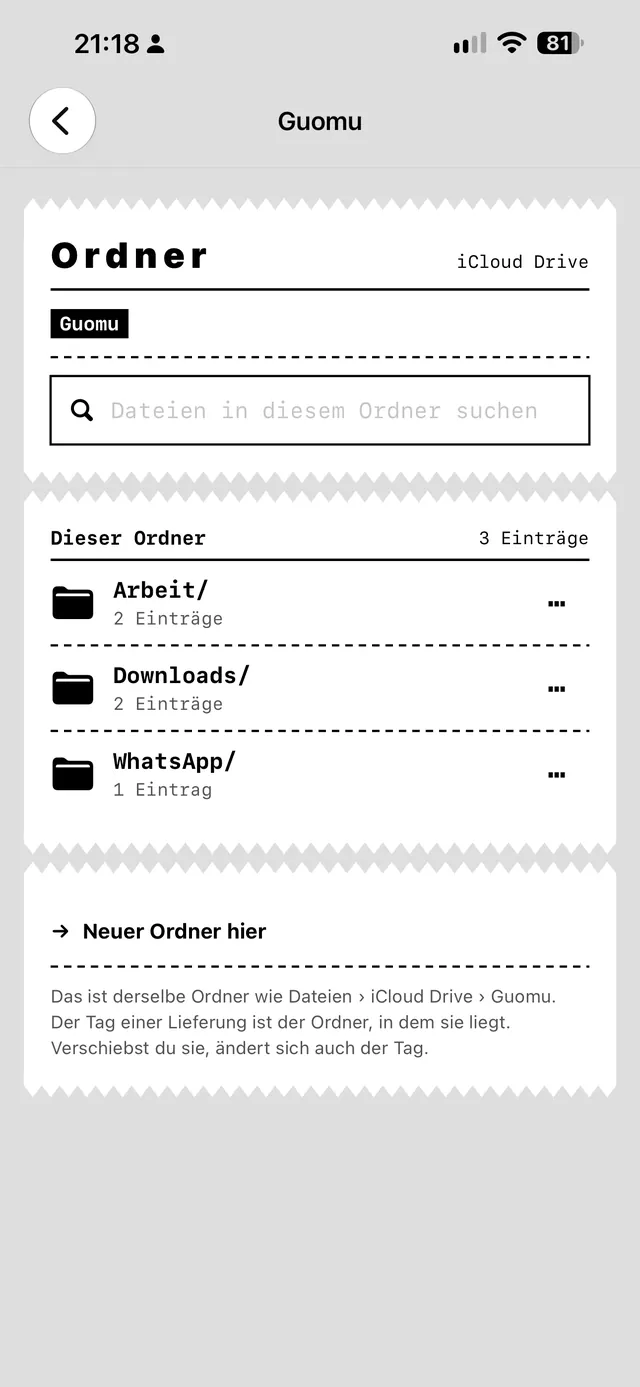 21:18
81
Guomu
Ordner
iCloud Drive
Guomu
Dateien in diesem Ordner suchen
Dieser Ordner
3 Einträge
Arbeit/
2 Einträge
Downloads/
2 Einträge
WhatsApp/
1 Eintrag
→ Neuer Ordner hier
Das ist derselbe Ordner wie Dateien › iCloud Drive › Guomu.
Der Tag einer Lieferung ist der Ordner, in dem sie liegt.
Verschiebst du sie, ändert sich auch der Tag.